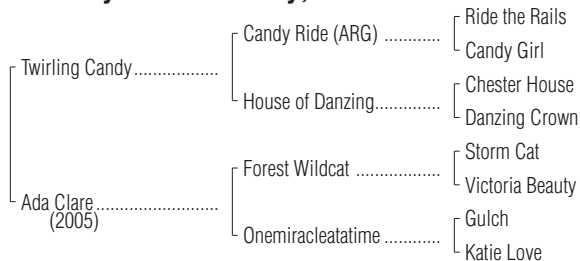 Ride the Rails
Candy Ride (ARG) ............
Candy Girl
Twirling Candy..................
Chester House
House of Danzing.............
Danzing Crown
Storm Cat
Forest Wildcat ..................
Victoria Beauty
Ada Clare..........................
(2005)
Gulch
Onemiracleatatime ............
Katie Love